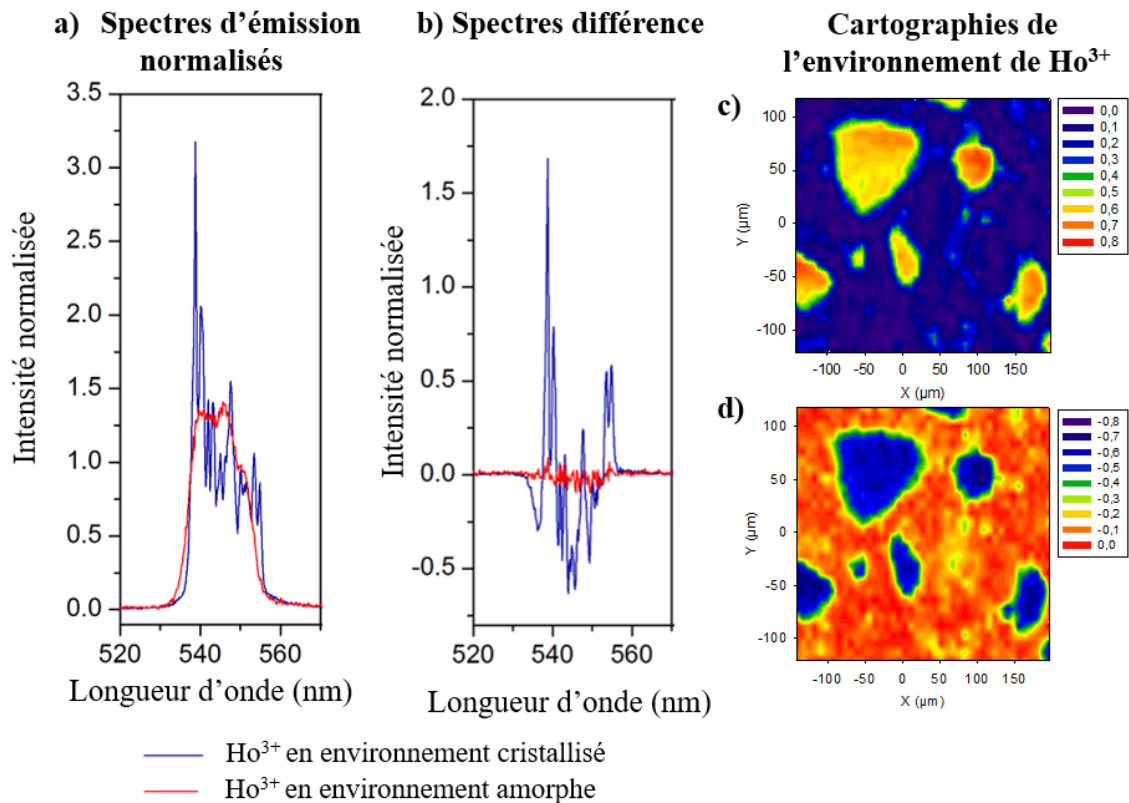 a) Spectres d'émission
normalisés
b) Spectres différence
Cartographies de
l'environnement de Ho³⁺
Intensité normalisée
3.5
3.0
2.5
2.0
1.5
1.0
0.5
0.0
520 540 560
Longueur d'onde (nm)
Intensité normalisée
2.0
1.5
1.0
0.5
0.0
-0.5
520 540 560
Longueur d'onde (nm)
c)
Y (µm)
100
50
0
-50
-100
-100 -50 0 50 100 150
X (µm)
0,0
0,1
0,2
0,3
0,4
0,5
0,6
0,7
0,8
d)
Y (µm)
100
50
0
-50
-100
-100 -50 0 50 100 150
X (µm)
-0,8
-0,7
-0,6
-0,5
-0,4
-0,3
-0,2
-0,1
0,0
Ho³⁺ en environnement cristallisé
Ho³⁺ en environnement amorphe